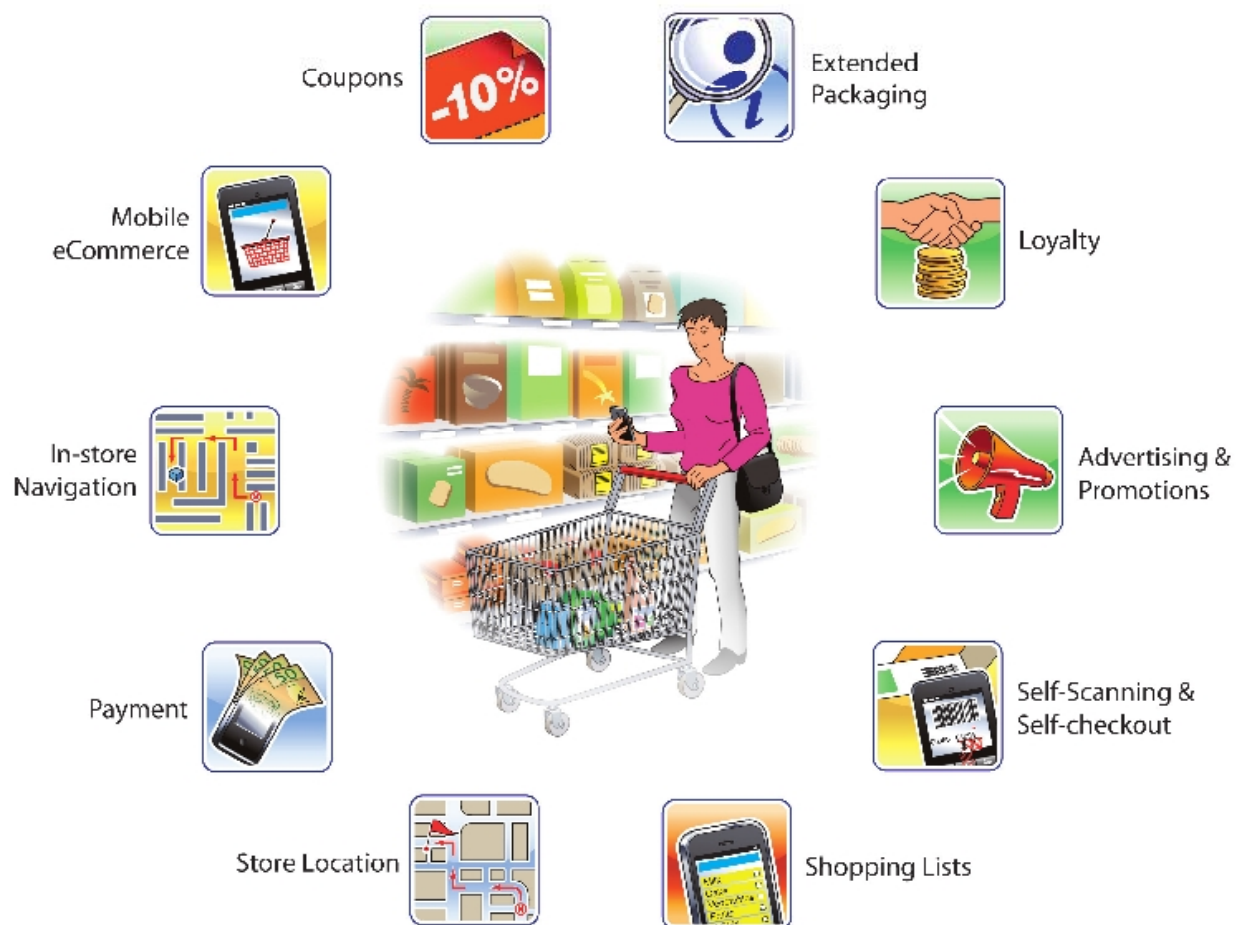 Coupons
-10%
Extended
Packaging
Mobile
eCommerce
Loyalty
In-store
Navigation
Advertising &
Promotions
Payment
Self-Scanning &
Self-checkout
Store Location
Shopping Lists